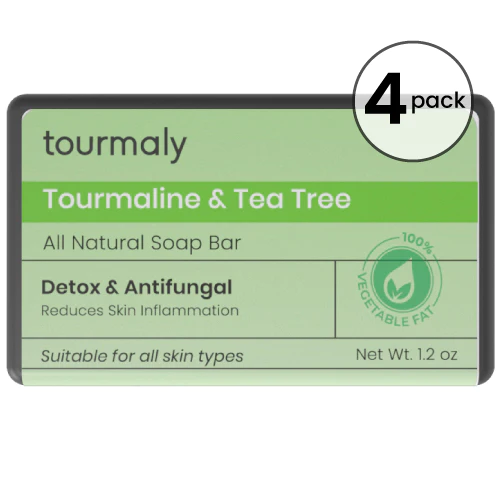 4 pack
tourmaly
Tourmaline & Tea Tree
All Natural Soap Bar
Detox & Antifungal
Reduces Skin Inflammation
100%
VEGETABLE FAT
Suitable for all skin types
Net Wt. 1.2 oz